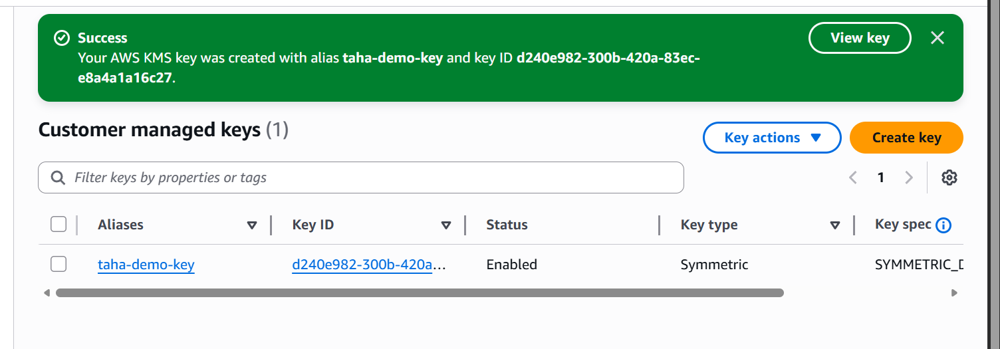 Success
View key
Your AWS KMS key was created with alias taha-demo-key and key ID d240e982-300b-420a-83ec-
e8a4a1a16c27.
Customer managed keys (1)
Key actions
Create key
Filter keys by properties or tags
1
Aliases Key ID Status Key type Key spec
taha-demo-key d240e982-300b-420a... Enabled Symmetric SYMMETRIC_D